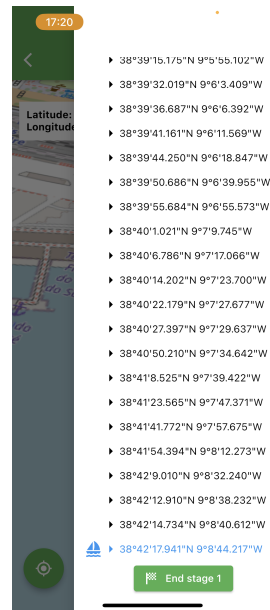 17:20
Latitude:
Longitude
38°39'15.175"N 9°5'55.102"W
38°39'32.019"N 9°6'3.409"W
38°39'36.687"N 9°6'6.392"W
38°39'41.161"N 9°6'11.569"W
38°39'44.250"N 9°6'18.847"W
38°39'50.686"N 9°6'39.955"W
38°39'55.684"N 9°6'55.573"W
38°40'1.021"N 9°7'9.745"W
38°40'6.786"N 9°7'17.066"W
38°40'14.202"N 9°7'23.700"W
38°40'22.179"N 9°7'27.677"W
38°40'27.397"N 9°7'29.637"W
38°40'50.210"N 9°7'34.642"W
38°41'8.525"N 9°7'39.422"W
38°41'23.565"N 9°7'47.371"W
38°41'41.772"N 9°7'57.675"W
38°41'54.394"N 9°8'12.273"W
38°42'9.010"N 9°8'32.240"W
38°42'12.910"N 9°8'38.232"W
38°42'14.734"N 9°8'40.612"W
38°42'17.941"N 9°8'44.217"W
End stage 1